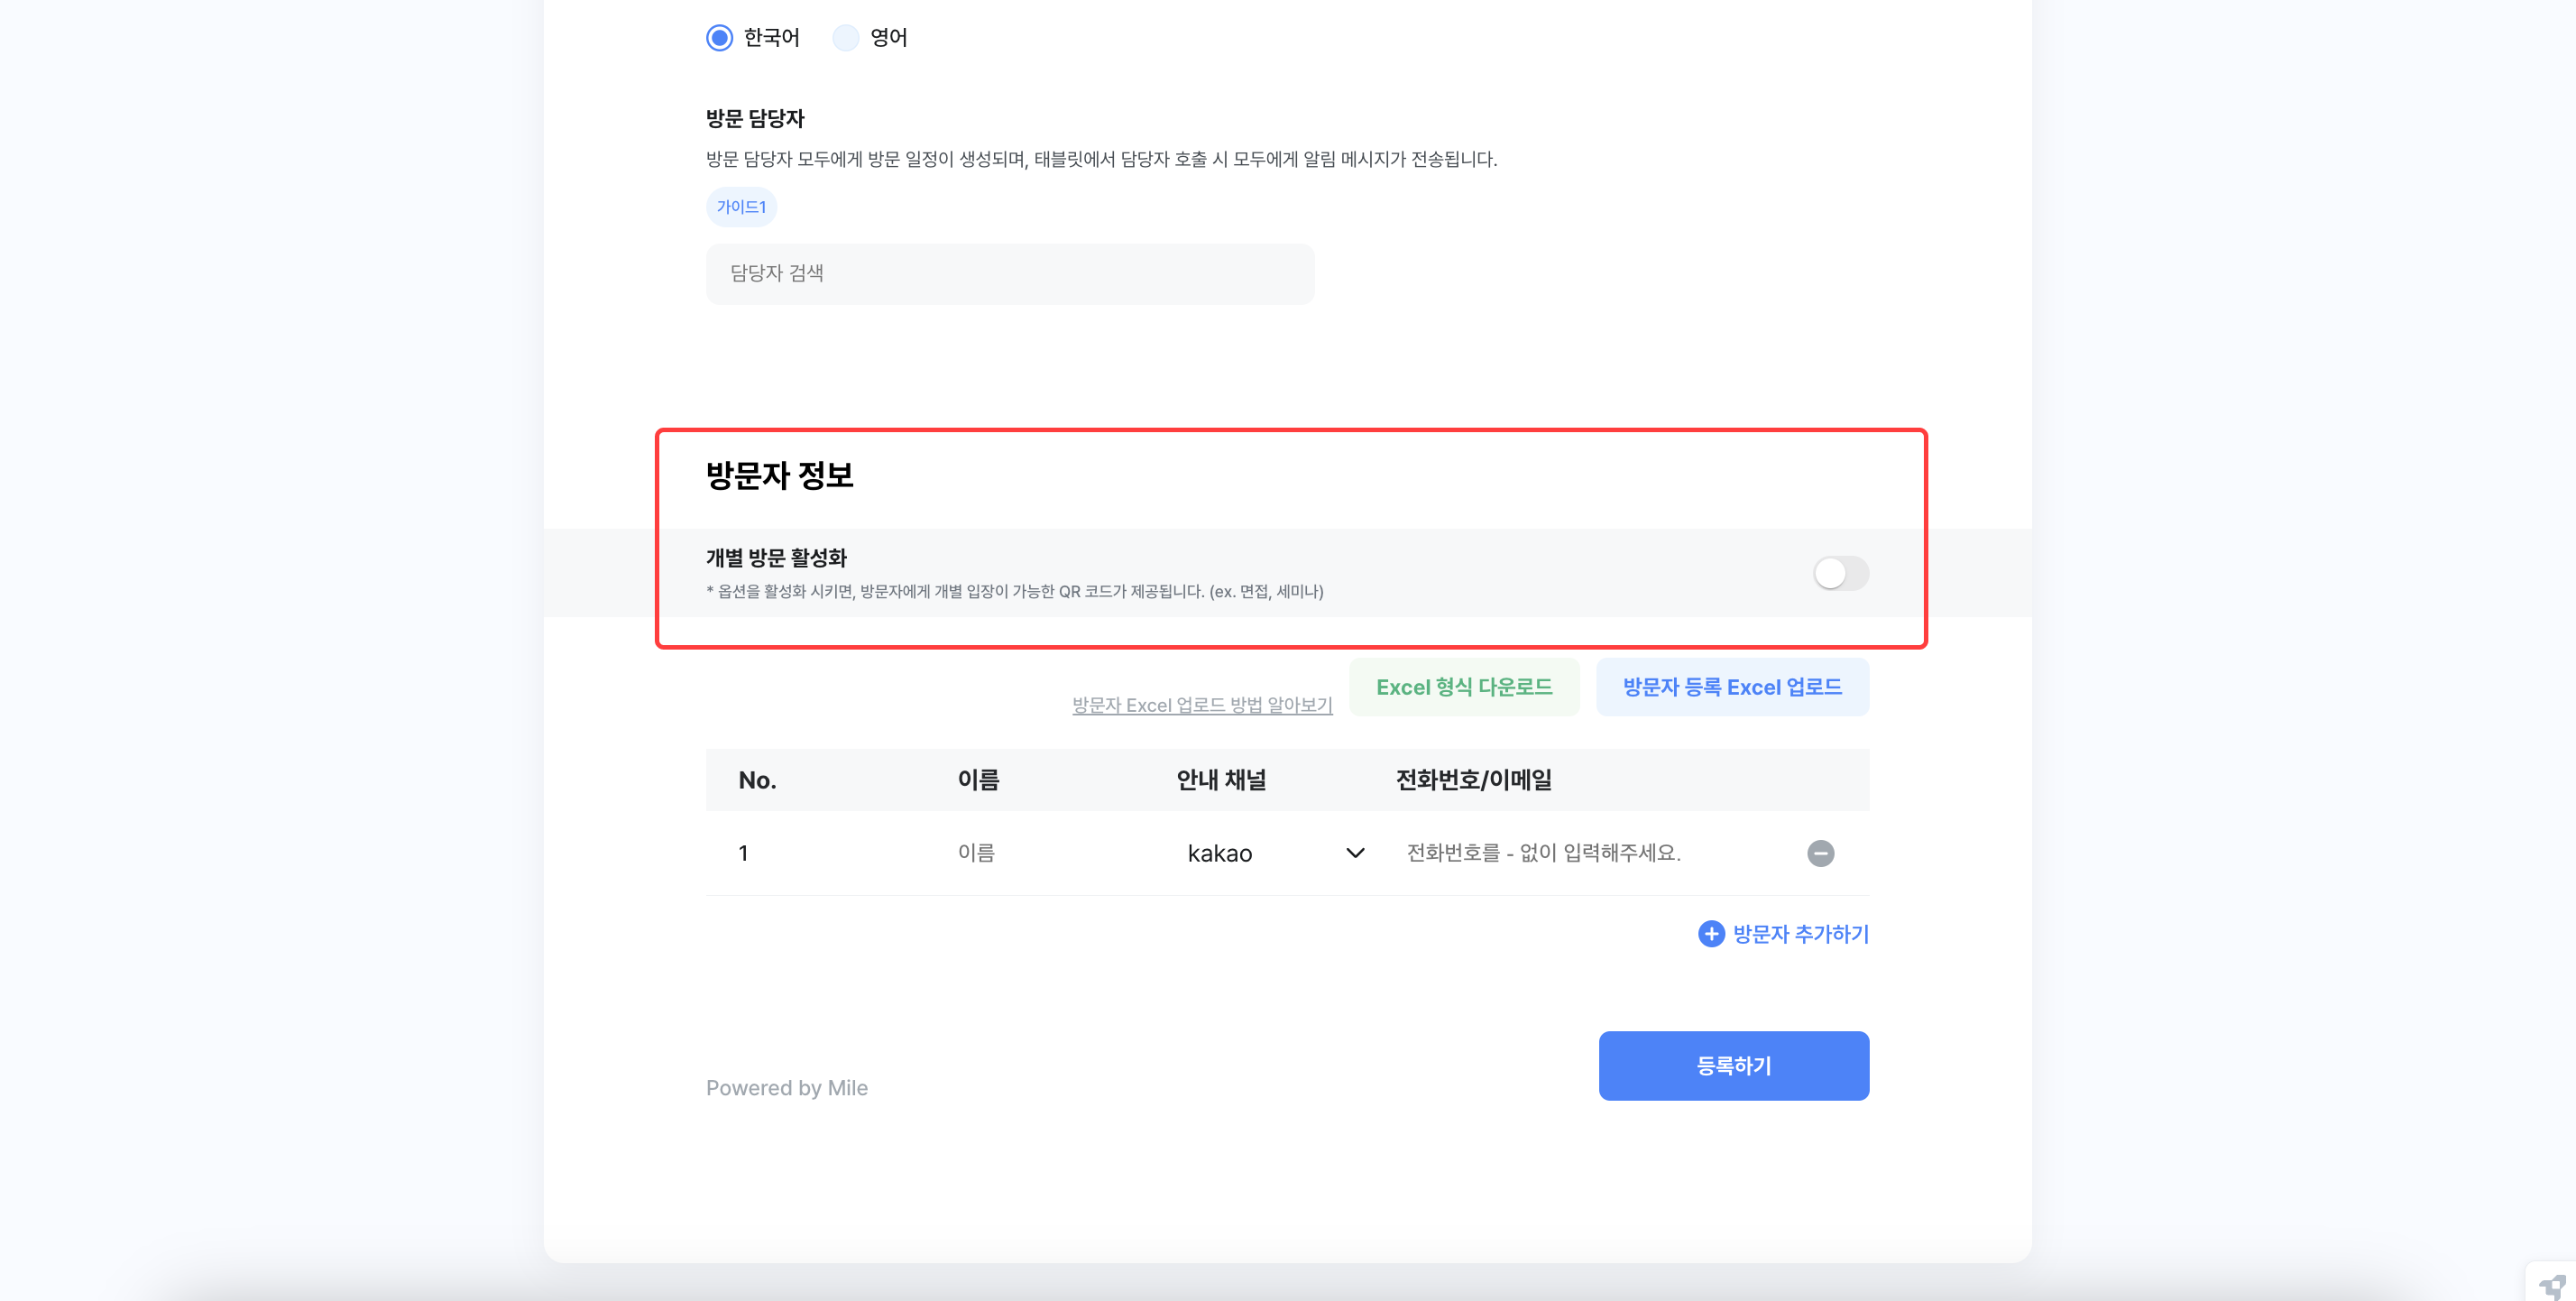 한국어 영어
방문 담당자
방문 담당자 모두에게 방문 일정이 생성되며, 태블릿에서 담당자 호출 시 모두에게 알림 메시지가 전송됩니다.
가이드1
담당자 검색
방문자 정보
개별 방문 활성화
* 옵션을 활성화 시키면, 방문자에게 개별 입장이 가능한 QR 코드가 제공됩니다. (ex. 면접, 세미나)
방문자 Excel 업로드 방법 알아보기 Excel 형식 다운로드 방문자 등록 Excel 업로드
No. 이름 안내 채널 전화번호/이메일
1 이름 kakao 전화번호를 - 없이 입력해주세요.
방문자 추가하기
등록하기
Powered by Mile